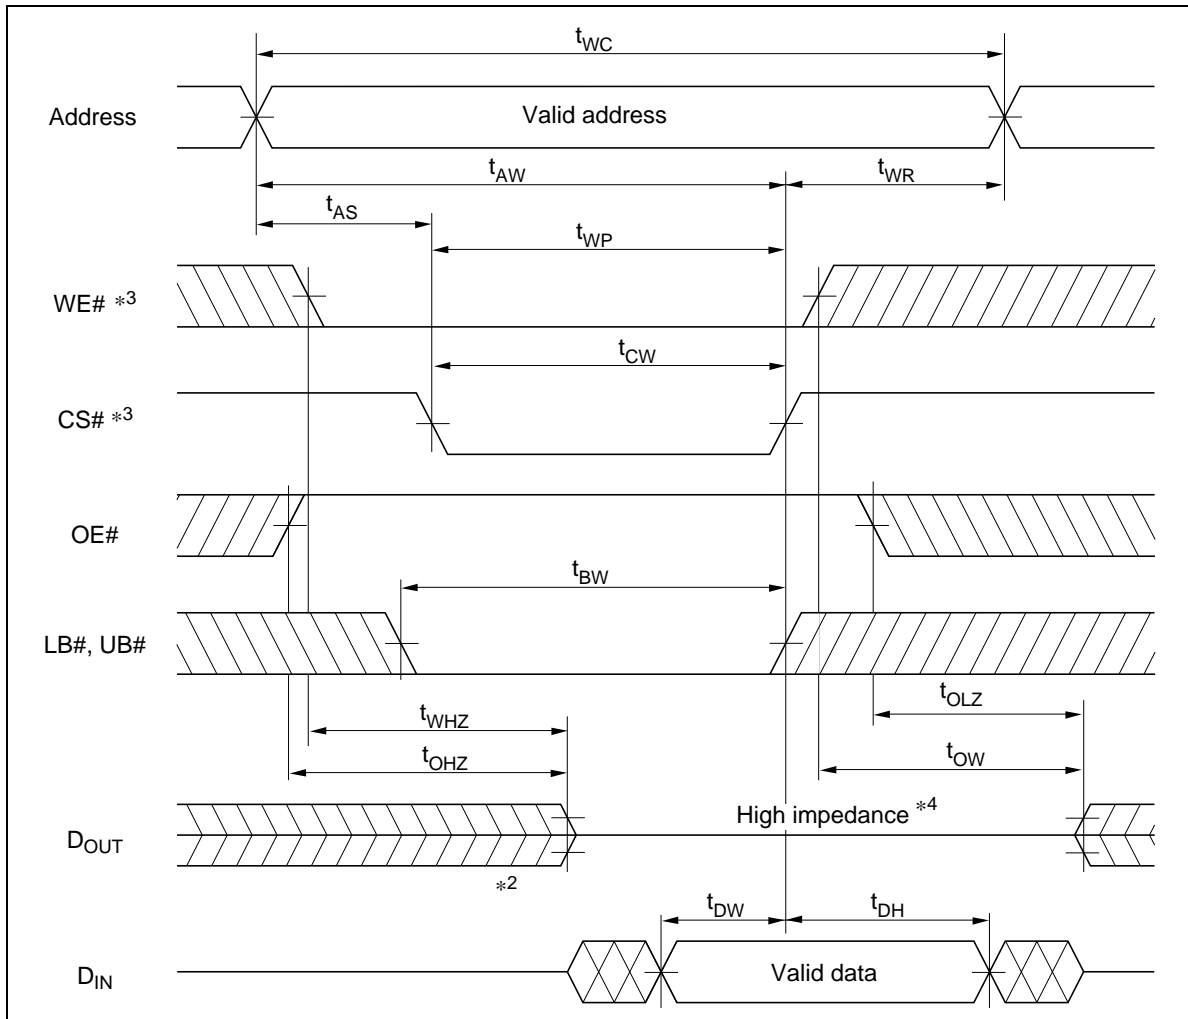 tWC
Address
Valid address
tAW
tWR
tAS
tWP
WE# *3
tCW
CS# *3
OE#
tBW
LB#, UB#
tOLZ
tWHZ
tOHZ
tOW
High impedance *4
DOUT
*2
tDW
tDH
DIN
Valid data